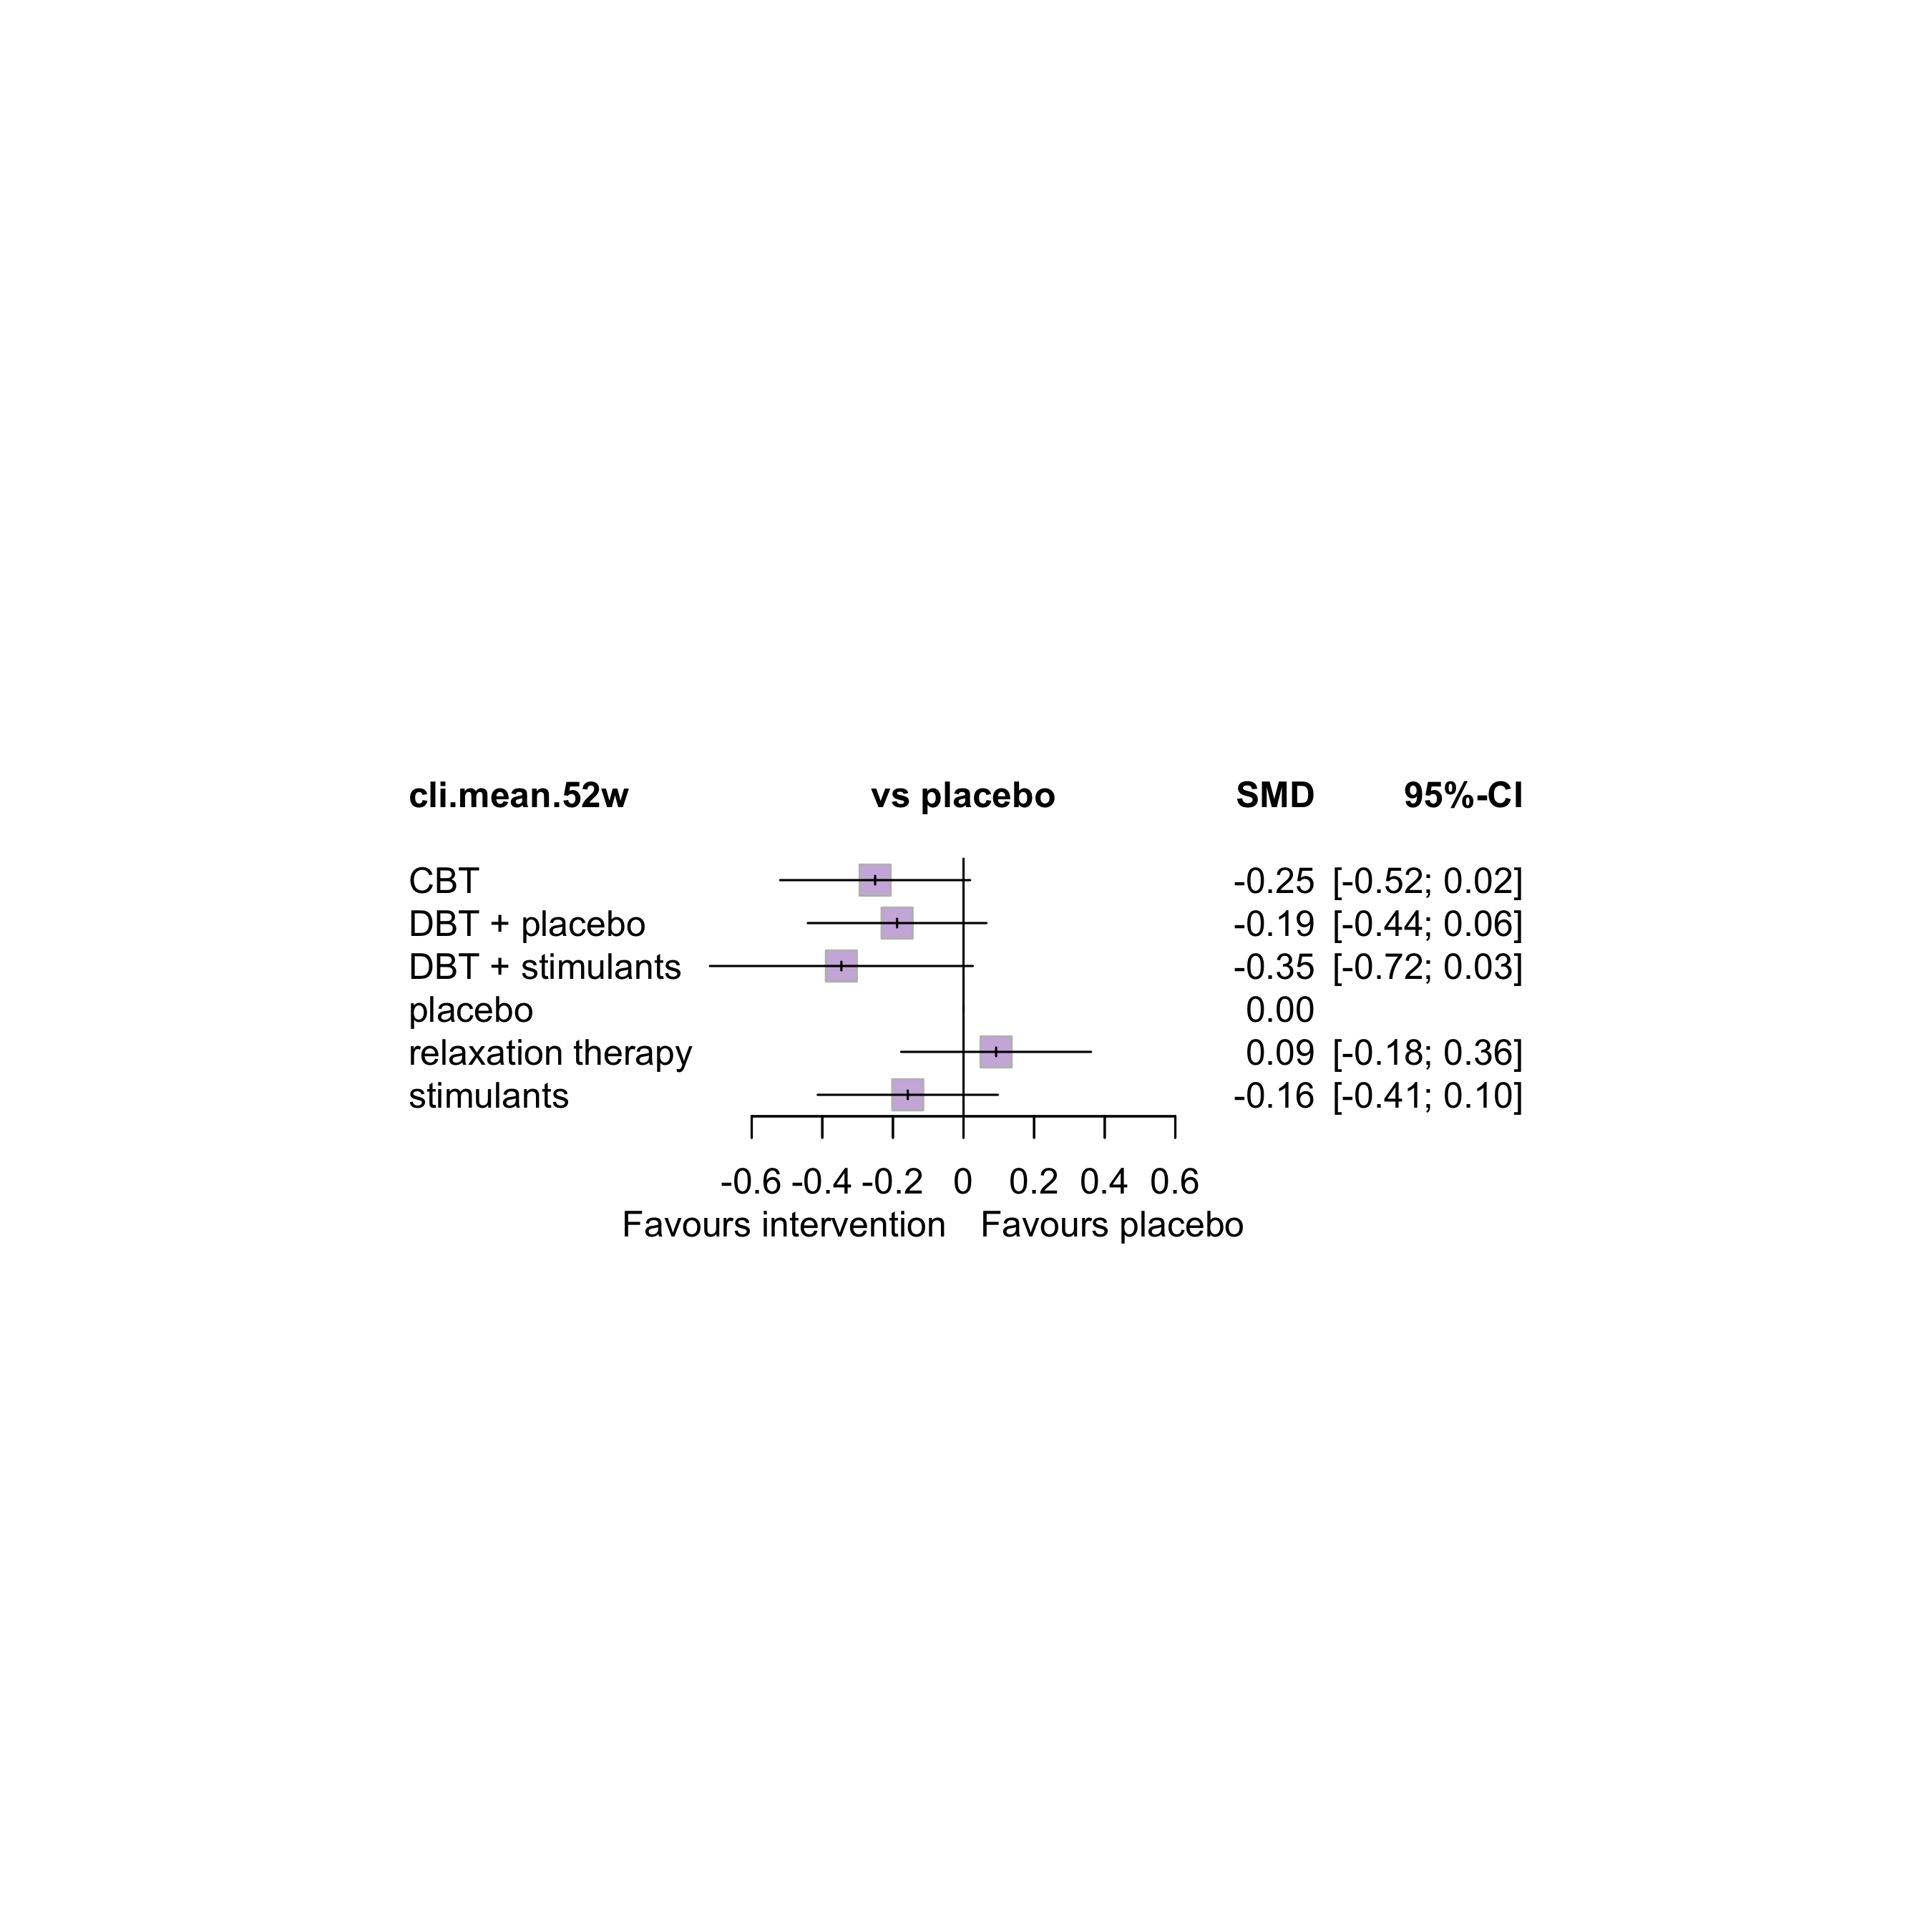 cli.mean.52w vs placebo SMD 95%-CI
CBT -0.25 [-0.52; 0.02]
DBT + placebo -0.19 [-0.44; 0.06]
DBT + stimulants -0.35 [-0.72; 0.03]
placebo 0.00
relaxation therapy 0.09 [-0.18; 0.36]
stimulants -0.16 [-0.41; 0.10]
-0.6 -0.4 -0.2 0 0.2 0.4 0.6
Favours intervention Favours placebo